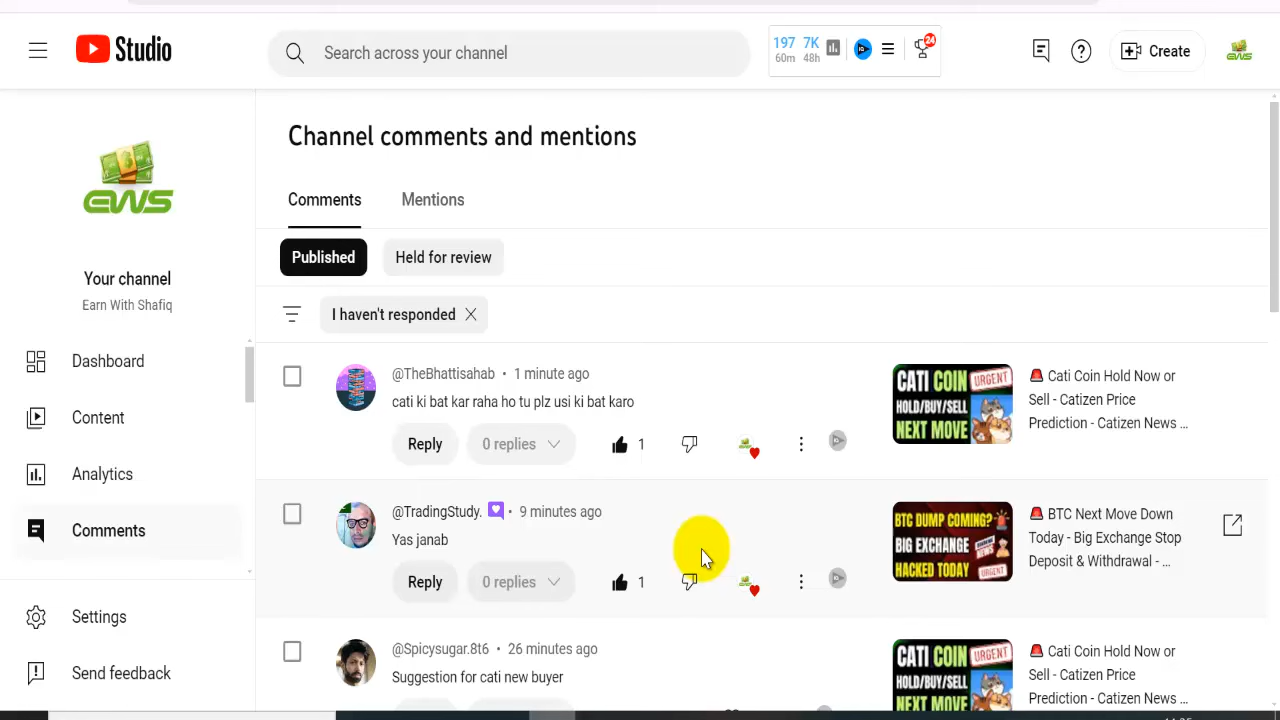 Studio
Search across your channel
197 7K
60m 48h
24
Create
EWS
Channel comments and mentions
EWS
Comments
Mentions
Published
Held for review
Your channel
Earn With Shafiq
I haven't responded
Dashboard
Content
Analytics
Comments
Settings
Send feedback
@TheBhattisahab • 1 minute ago
cati ki bat kar raha ho tu plz usi ki bat karo
Reply
0 replies
1
CATI COIN URGENT
HOLD/BUY/SELL
NEXT MOVE
🚨 Cati Coin Hold Now or
Sell - Catizen Price
Prediction - Catizen News ...
@TradingStudy. • 9 minutes ago
Yas janab
Reply
0 replies
1
BTC DUMP COMING?
BIG EXCHANGE
HACKED TODAY
URGENT
🚨 BTC Next Move Down
Today - Big Exchange Stop
Deposit & Withdrawal - ...
@Spicysugar.8t6 • 26 minutes ago
Suggestion for cati new buyer
CATI COIN URGENT
HOLD/BUY/SELL
NEXT MOVE
🚨 Cati Coin Hold Now or
Sell - Catizen Price
Prediction - Catizen News ...